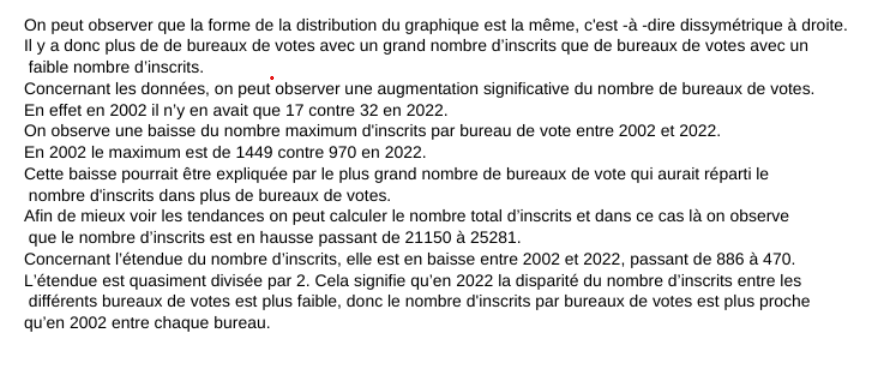 On peut observer que la forme de la distribution du graphique est la même, c'est -à -dire dissymétrique à droite.
Il y a donc plus de de bureaux de votes avec un grand nombre d'inscrits que de bureaux de votes avec un
faible nombre d'inscrits.
Concernant les données, on peut observer une augmentation significative du nombre de bureaux de votes.
En effet en 2002 il n'y en avait que 17 contre 32 en 2022.
On observe une baisse du nombre maximum d'inscrits par bureau de vote entre 2002 et 2022.
En 2002 le maximum est de 1449 contre 970 en 2022.
Cette baisse pourrait être expliquée par le plus grand nombre de bureaux de vote qui aurait réparti le
nombre d'inscrits dans plus de bureaux de votes.
Afin de mieux voir les tendances on peut calculer le nombre total d'inscrits et dans ce cas là on observe
que le nombre d'inscrits est en hausse passant de 21150 à 25281.
Concernant l'étendue du nombre d'inscrits, elle est en baisse entre 2002 et 2022, passant de 886 à 470.
L'étendue est quasiment divisée par 2. Cela signifie qu'en 2022 la disparité du nombre d'inscrits entre les
différents bureaux de votes est plus faible, donc le nombre d'inscrits par bureaux de votes est plus proche
qu'en 2002 entre chaque bureau.